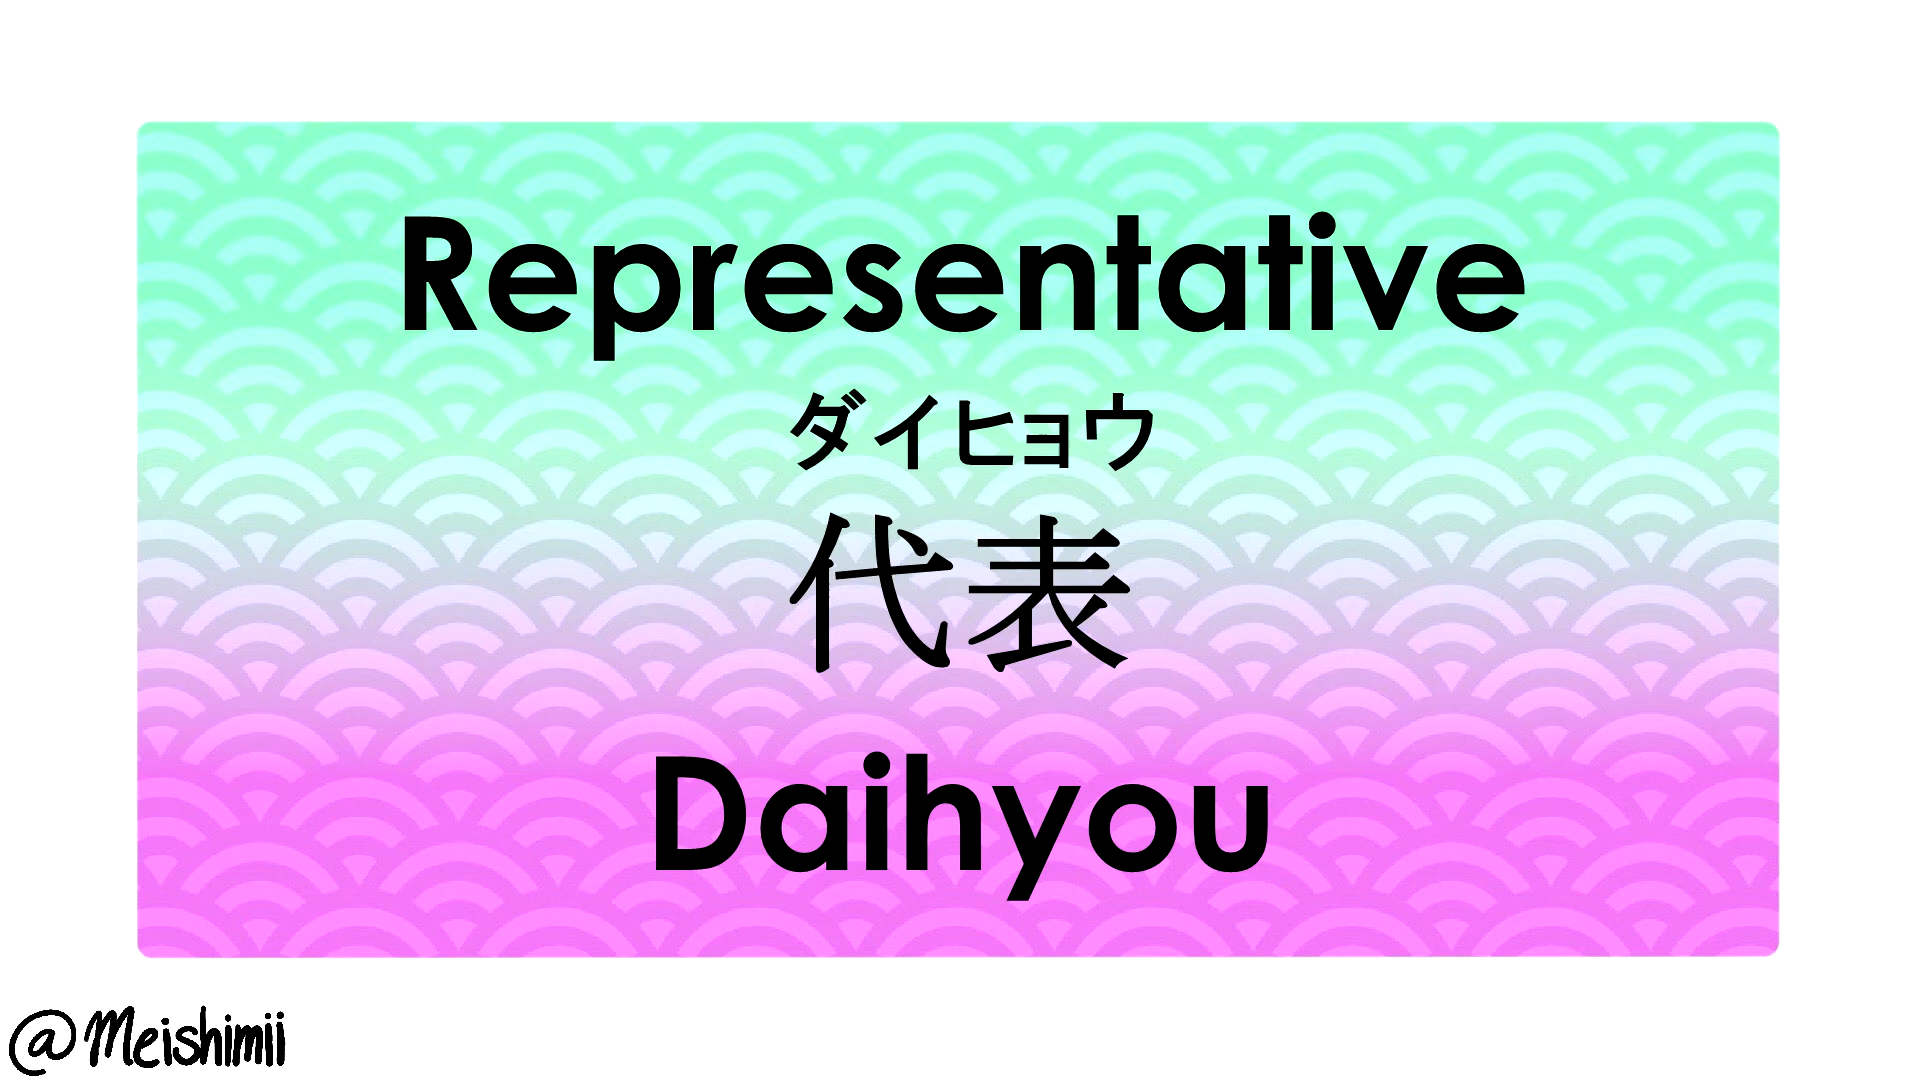 Representative
ダイヒョウ
代表
Daihyou
@Meishimii